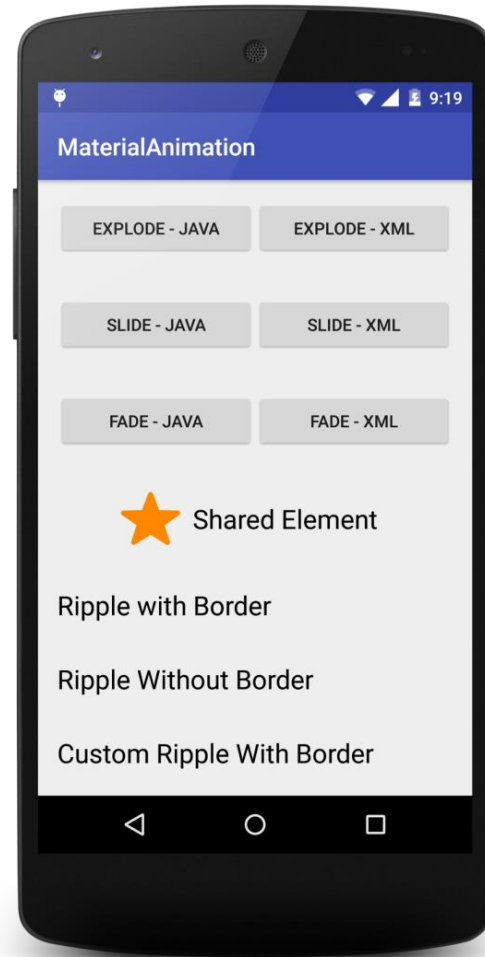 9:19
MaterialAnimation
EXPLODE - JAVA EXPLODE - XML
SLIDE - JAVA SLIDE - XML
FADE - JAVA FADE - XML
Shared Element
Ripple with Border
Ripple Without Border
Custom Ripple With Border